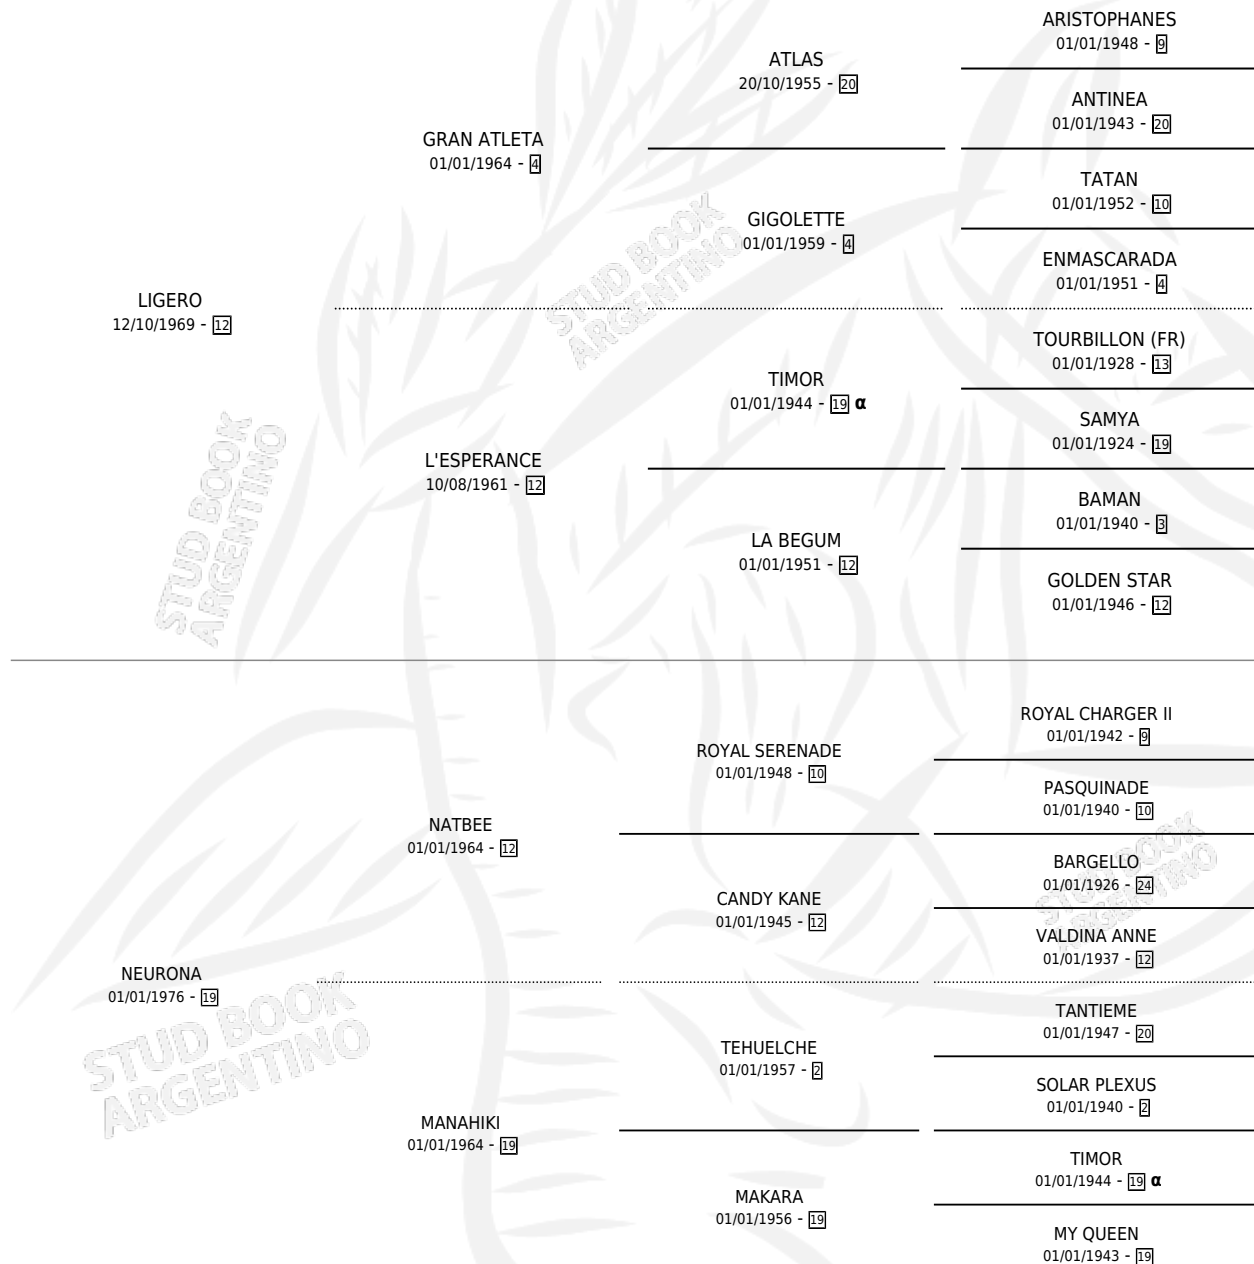 ARISTOPHANES
01/01/1948 - 9
ATLAS
20/10/1955 - 20
ANTINEA
01/01/1943 - 20
GRAN ATLETA
01/01/1964 - 4
TATAN
01/01/1952 - 10
GIGOLETTE
01/01/1959 - 4
ENMASCARADA
01/01/1951 - 4
LIGERO
12/10/1969 - 12
STUD BOOK
ARGENTINO
TOURBILLON (FR)
01/01/1928 - 13
TIMOR
01/01/1944 - 19 α
SAMYA
01/01/1924 - 19
L'ESPERANCE
10/08/1961 - 12
BAMAN
01/01/1940 - 3
LA BEGUM
01/01/1951 - 12
GOLDEN STAR
01/01/1946 - 12
STUD BOOK
ARGENTINO
ROYAL CHARGER II
01/01/1942 - 9
ROYAL SERENADE
01/01/1948 - 10
PASQUINADE
01/01/1940 - 10
NATBEE
01/01/1964 - 12
BARGELLO
01/01/1926 - 24
STUD BOOK
ARGENTINO
CANDY KANE
01/01/1945 - 12
VALDINA ANNE
01/01/1937 - 12
NEURONA
01/01/1976 - 19
STUD BOOK
ARGENTINO
TANTIEME
01/01/1947 - 20
TEHUELCHE
01/01/1957 - 2
SOLAR PLEXUS
01/01/1940 - 2
MANAHIKI
01/01/1964 - 19
TIMOR
01/01/1944 - 19 α
MAKARA
01/01/1956 - 19
MY QUEEN
01/01/1943 - 19